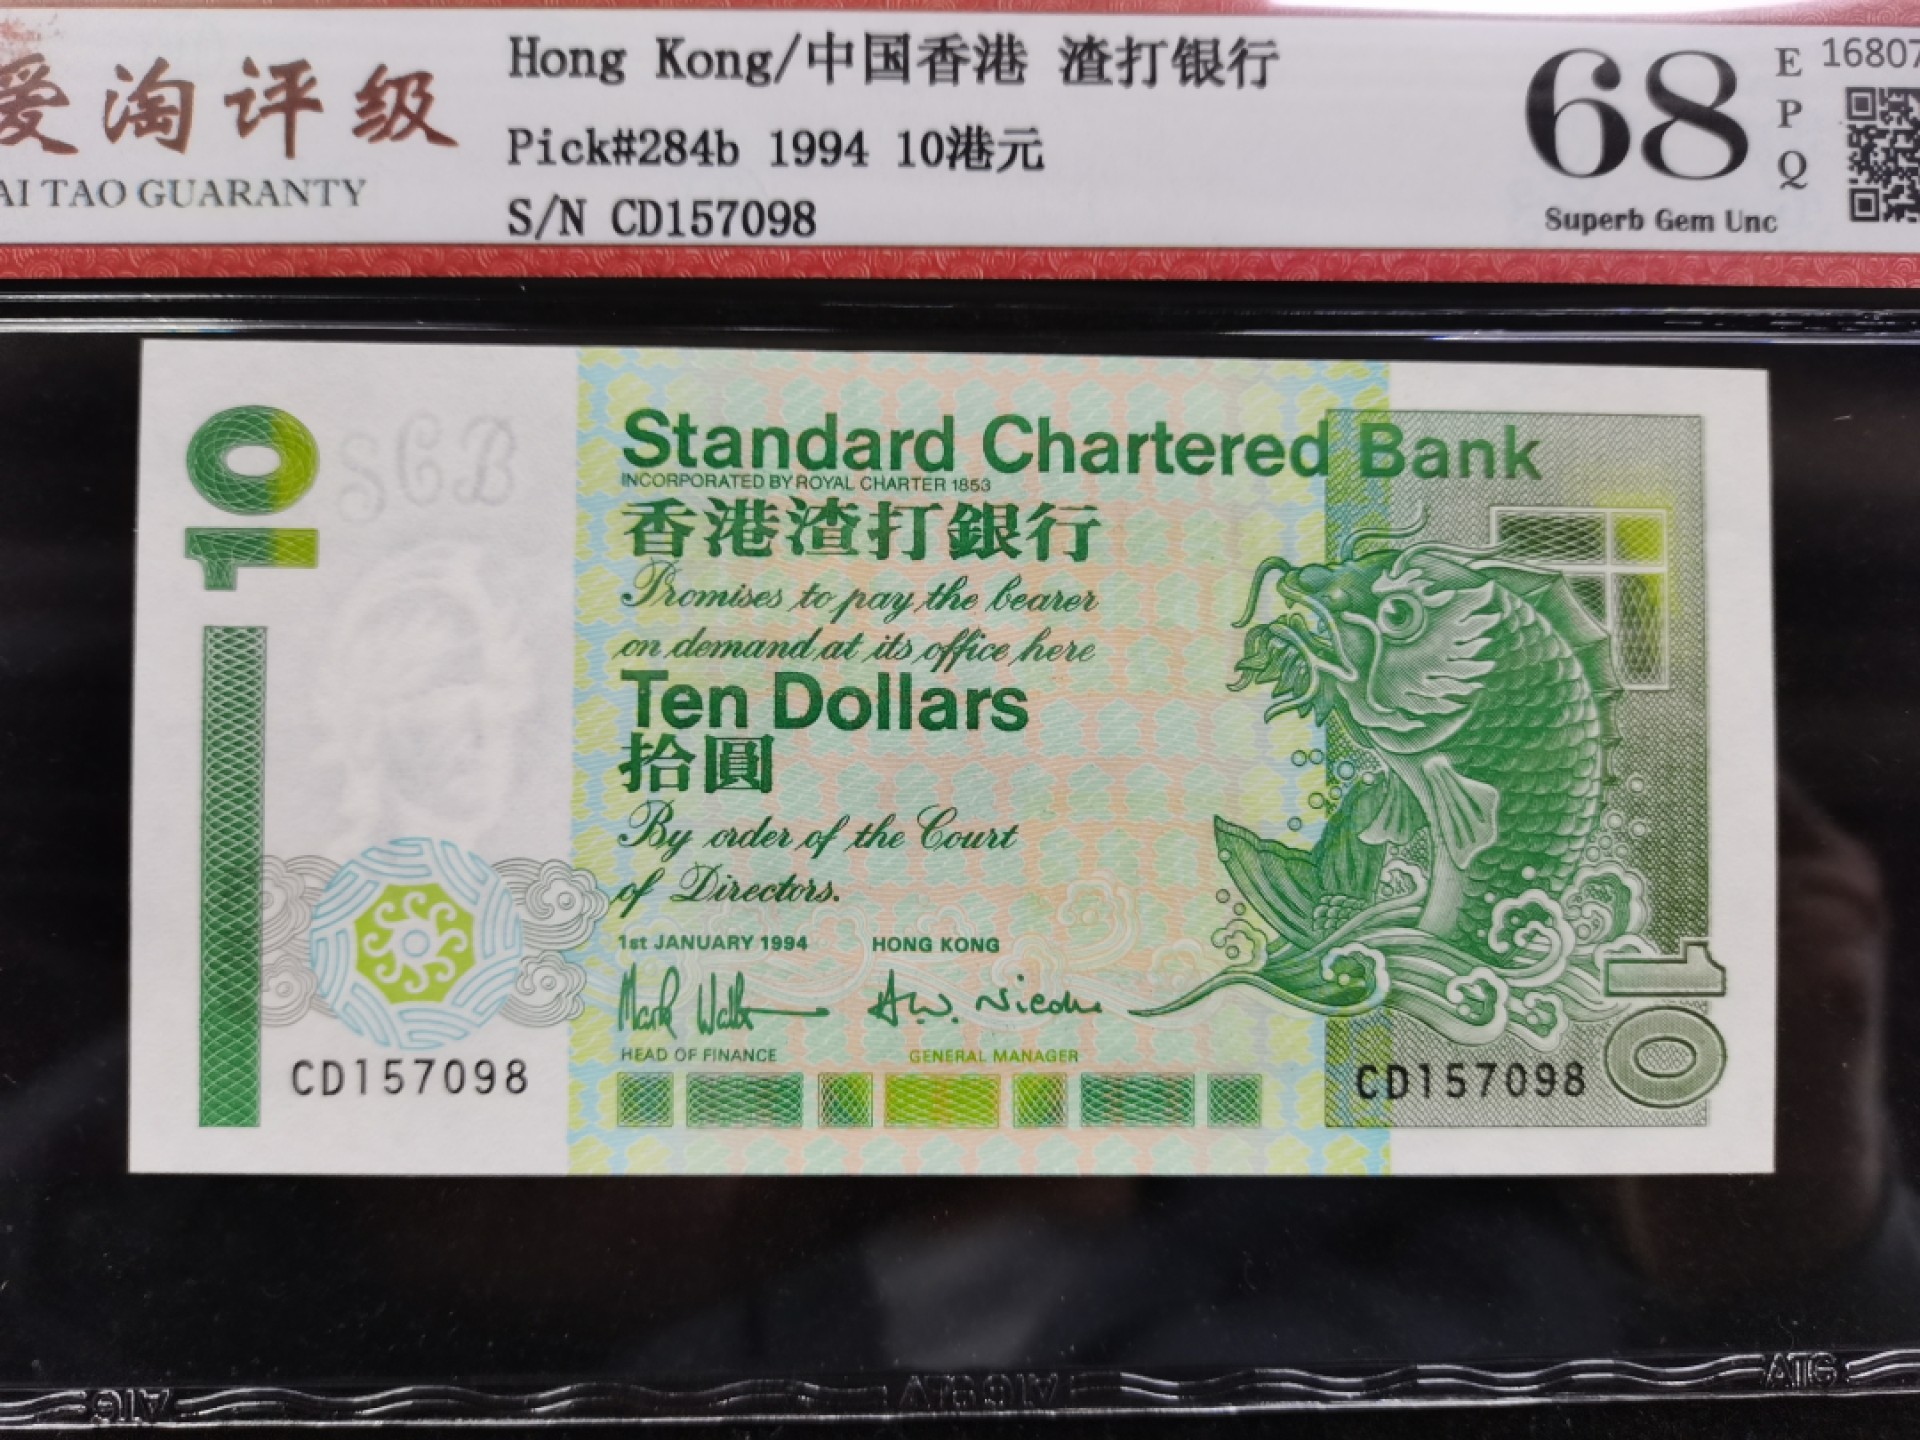 爱淘评级
AI TAO GUARANTY
Hong Kong/中国香港 渣打银行
Pick#284b 1994 10港元
S/N CD157098
68
EPQ
Superb Gem Unc
16807
10
SCB
Standard Chartered Bank
INCORPORATED BY ROYAL CHARTER 1853
香港渣打銀行
Promises to pay the bearer
on demand at its office here
Ten Dollars
拾圓
By order of the Court
of Directors.
1st JANUARY 1994 HONG KONG
HEAD OF FINANCE GENERAL MANAGER
CD157098
CD157098
10
ATG
ATG
ATG